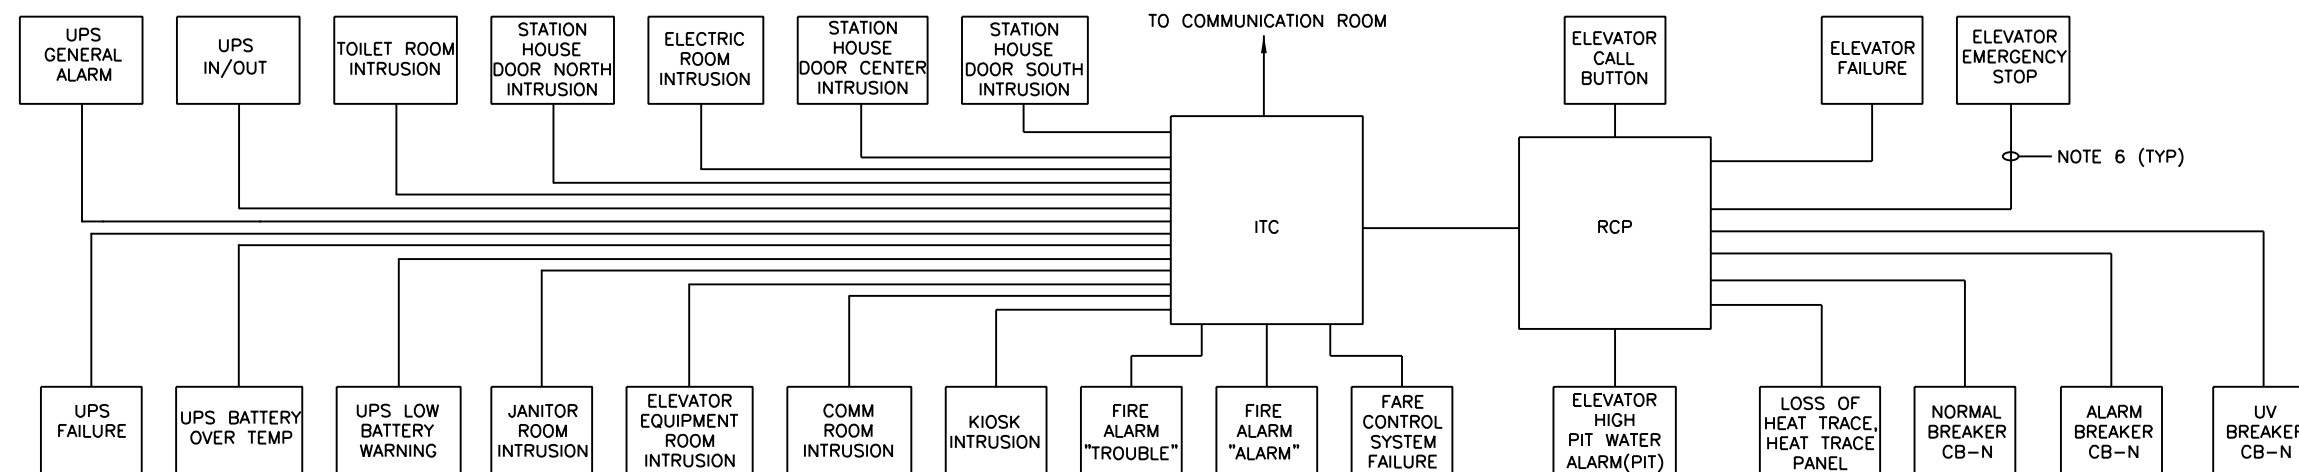 UPS
GENERAL
ALARM
UPS
IN/OUT
TOILET ROOM
INTRUSION
STATION
HOUSE
DOOR NORTH
INTRUSION
ELECTRIC
ROOM
INTRUSION
STATION
HOUSE
DOOR CENTER
INTRUSION
STATION
HOUSE
DOOR SOUTH
INTRUSION
TO COMMUNICATION ROOM
ELEVATOR
CALL
BUTTON
ELEVATOR
FAILURE
ELEVATOR
EMERGENCY
STOP
NOTE 6 (TYP)
ITC
RCP
UPS
FAILURE
UPS BATTERY
OVER TEMP
UPS LOW
BATTERY
WARNING
JANITOR
ROOM
INTRUSION
ELEVATOR
EQUIPMENT
ROOM
INTRUSION
COMM
ROOM
INTRUSION
KIOSK
INTRUSION
FIRE
ALARM
"TROUBLE"
FIRE
ALARM
"ALARM"
FARE
CONTROL
SYSTEM
FAILURE
ELEVATOR
HIGH
PIT WATER
ALARM(PIT)
LOSS OF
HEAT TRACE,
HEAT TRACE
PANEL
NORMAL
BREAKER
CB-N
ALARM
BREAKER
CB-N
UV
BREAKER
CB-N